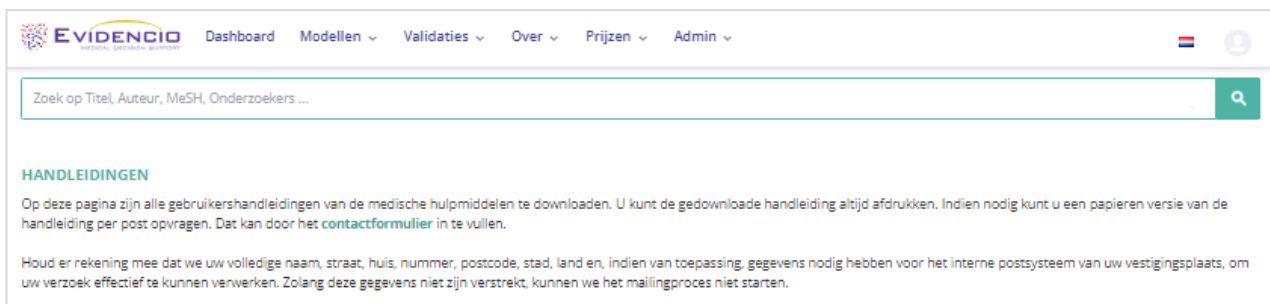 EVIDENCIO Dashboard Modellen Validaties Over Prijzen Admin
MEDICAL DECISION SUPPORT
Zoek op Titel, Auteur, MeSH, Onderzoekers ...
HANDLEIDINGEN
Op deze pagina zijn alle gebruikershandleidingen van de medische hulpmiddelen te downloaden. U kunt de gedownloade handleiding altijd afdrukken. Indien nodig kunt u een papieren versie van de
handleiding per post opvragen. Dat kan door het contactformulier in te vullen.
Houd er rekening mee dat we uw volledige naam, straat, huis, nummer, postcode, stad, land en, indien van toepassing, gegevens nodig hebben voor het interne postsysteem van uw vestigingsplaats, om
uw verzoek effectief te kunnen verwerken. Zolang deze gegevens niet zijn verstrekt, kunnen we het mailingproces niet starten.